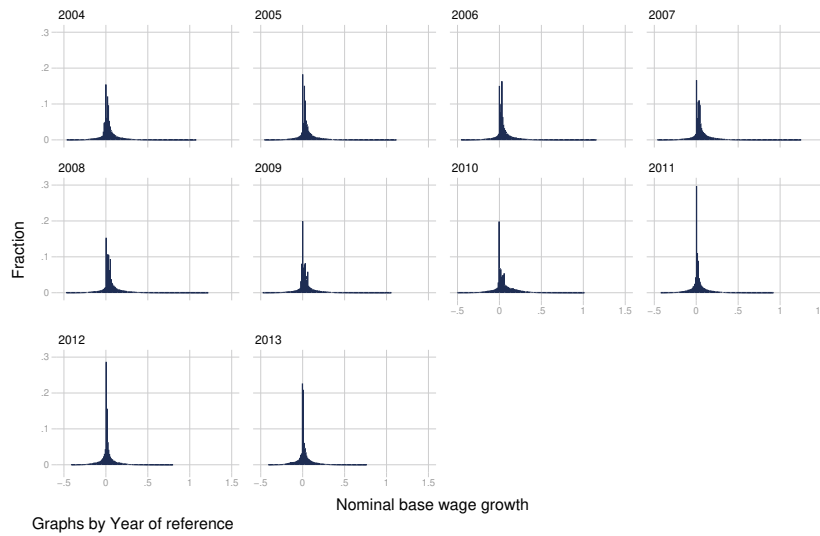 2004 2005 2006 2007
.3
.2
.1
0
2008 2009 2010 2011
.3
.2
.1
0
−.5 0 .5 1 1.5 −.5 0 .5 1 1
2012 2013
.3
.2
.1
0
−.5 0 .5 1 1.5 −.5 0 .5 1 1.5
Fraction
Nominal base wage growth
Graphs by Year of reference